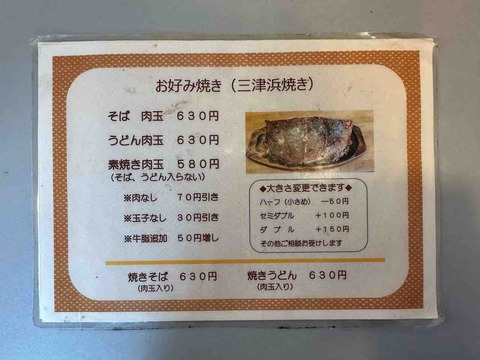 お好み焼き（三津浜焼き）
そば 肉玉 ６３０円
うどん肉玉 ６３０円
素焼き肉玉 ５８０円
（そば、うどん入らない）
※肉なし ７０円引き
※玉子なし ３０円引き
※牛脂追加 ５０円増し
◆大きさ変更できます◆
ハーフ（小さめ） －５０円
セミダブル ＋１００円
ダブル ＋１５０円
その他ご相談お受けします
焼きそば ６３０円
（肉玉入り）
焼きうどん ６３０円
（肉玉入り）